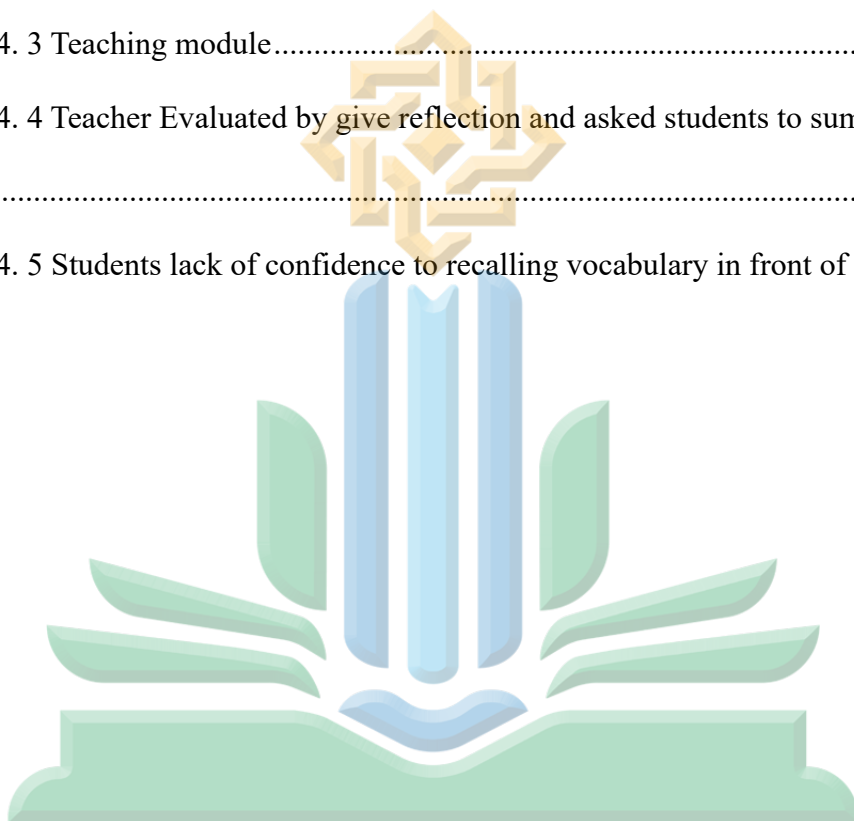 4. 3 Teaching module........................................................................
4. 4 Teacher Evaluated by give reflection and asked students to
...........................................................................................................
4. 5 Students lack of confidence to recalling vocabulary in front of